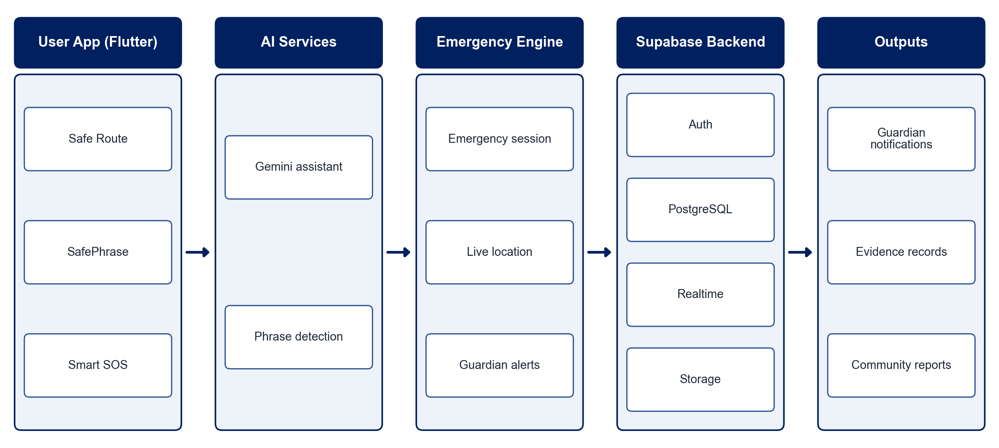 User App (Flutter)
Safe Route
SafePhrase
Smart SOS
AI Services
Gemini assistant
Phrase detection
Emergency Engine
Emergency session
Live location
Guardian alerts
Supabase Backend
Auth
PostgreSQL
Realtime
Storage
Outputs
Guardian
notifications
Evidence records
Community reports